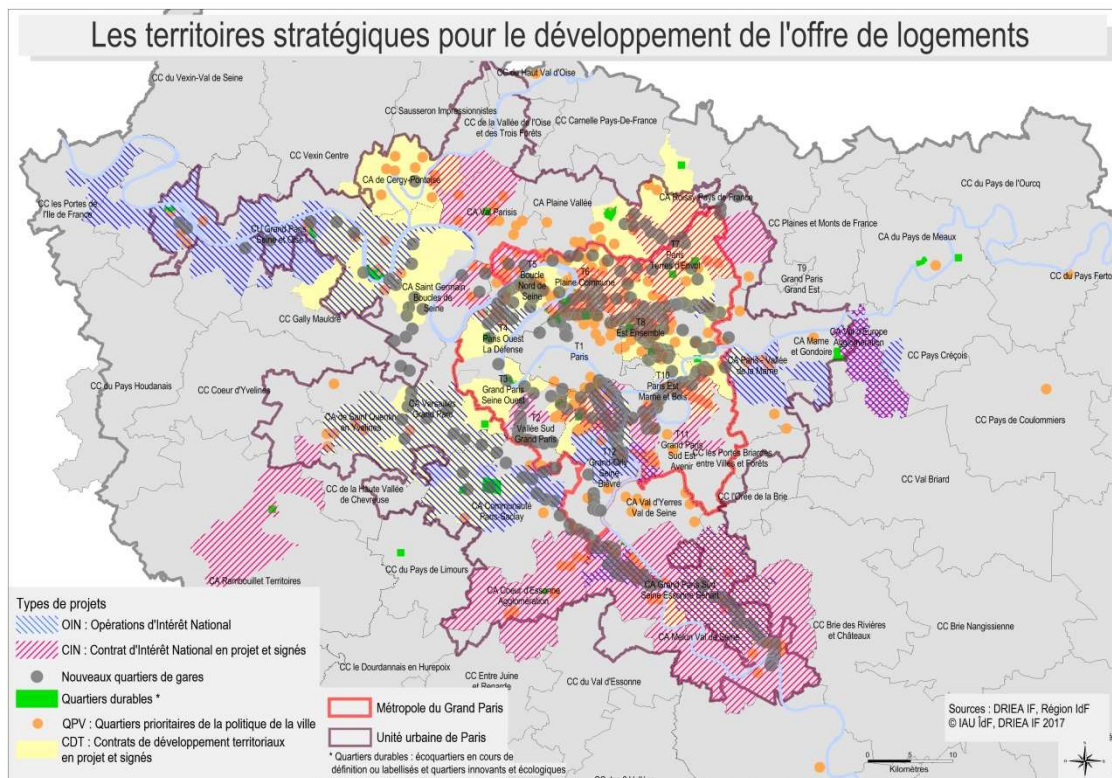 Les territoires stratégiques pour le développement de l'offre de logements
CC du Vexin-Val de Seine
CC du Haut Val d'Oise
CC Sausseron Impressionnistes
CC de la Vallée de l'Oise
et des Trois Forêts
CC Carnelle Pays-De-France
CC Vexin Centre
CA de Cergy-Pontoise
CC les Portes de
l'Ile de France
CA Val Parisis
CA Plaine Vallée
CA Roissy Pays de France
CC du Pays de l'Ourcq
CC Plaines et Monts de France
CU Grand Paris
Seine et Oise
CA du Pays de Meaux
T7
Paris
Terres d'Envol
T5
Boucle
Nord de
Seine
T6
Plaine Commune
T9
Grand Paris
Grand Est
CC du Pays Fertois
CA Saint Germain
Boucles de
Seine
CC Gally Mauldre
T4
Paris Ouest
La Défense
T8
Est Ensemble
T1
Paris
CA Marne
et Gondoire
CA Val d'Europe
Agglomération
CA Paris - Vallée
de la Marne
CC Pays Créçois
CC du Pays Houdanais
CC Coeur d'Yvelines
T3
Grand Paris
Seine Ouest
T10
Paris Est
Marne et Bois
CA Versailles
Grand Parc
CA de Saint Quentin
en Yvelines
T2
Vallée Sud
Grand Paris
CC Pays de Coulommiers
T11
Grand Paris
Sud Est
Avenir
T12
Grand-Orly
Seine
Bièvre
CC les Portes Briardes
entre Villes et Forêts
CC Val Briard
CC de la Haute Vallée
de Chevreuse
CA Communauté
Paris-Saclay
CA Val d'Yerres
Val de Seine
CC l'Orée de la Brie
CC du Pays de Limours
CA Rambouillet Territoires
CA Coeur d'Essonne
Agglomération
CA Grand Paris Sud
Seine Essonne Sénart
CA Melun Val de Seine
CC Brie des Rivières
et Châteaux
CC Brie Nangissienne
CC le Dourdannais en Hurepoix
CC Entre Juine
et Renarde
CC du Val d'Essonne
Types de projets
OIN : Opérations d'Intérêt National
CIN : Contrat d'Intérêt National en projet et signés
Nouveaux quartiers de gares
Quartiers durables *
QPV : Quartiers prioritaires de la politique de la ville
CDT : Contrats de développement territoriaux
en projet et signés
Métropole du Grand Paris
Unité urbaine de Paris
* Quartiers durables : écoquartiers en cours de
définition ou labellisés et quartiers innovants et écologiques
Sources : DRIEA IF, Région IdF
© IAU ÎdF, DRIEA IF 2017
0 5 10
Kilomètres